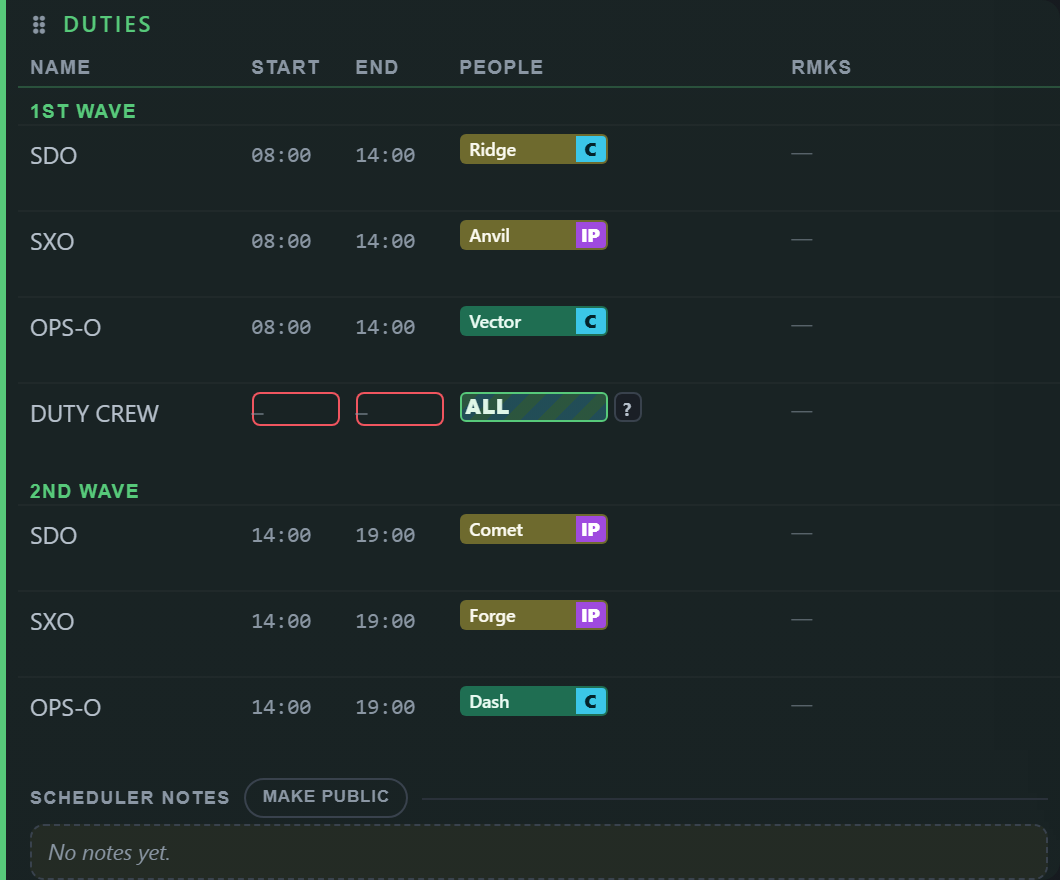 DUTIES
NAME START END PEOPLE RMKS
1ST WAVE
SDO 08:00 14:00 Ridge C —
SXO 08:00 14:00 Anvil IP —
OPS-O 08:00 14:00 Vector C —
DUTY CREW – – ALL ? —
2ND WAVE
SDO 14:00 19:00 Comet IP —
SXO 14:00 19:00 Forge IP —
OPS-O 14:00 19:00 Dash C —
SCHEDULER NOTES MAKE PUBLIC
No notes yet.